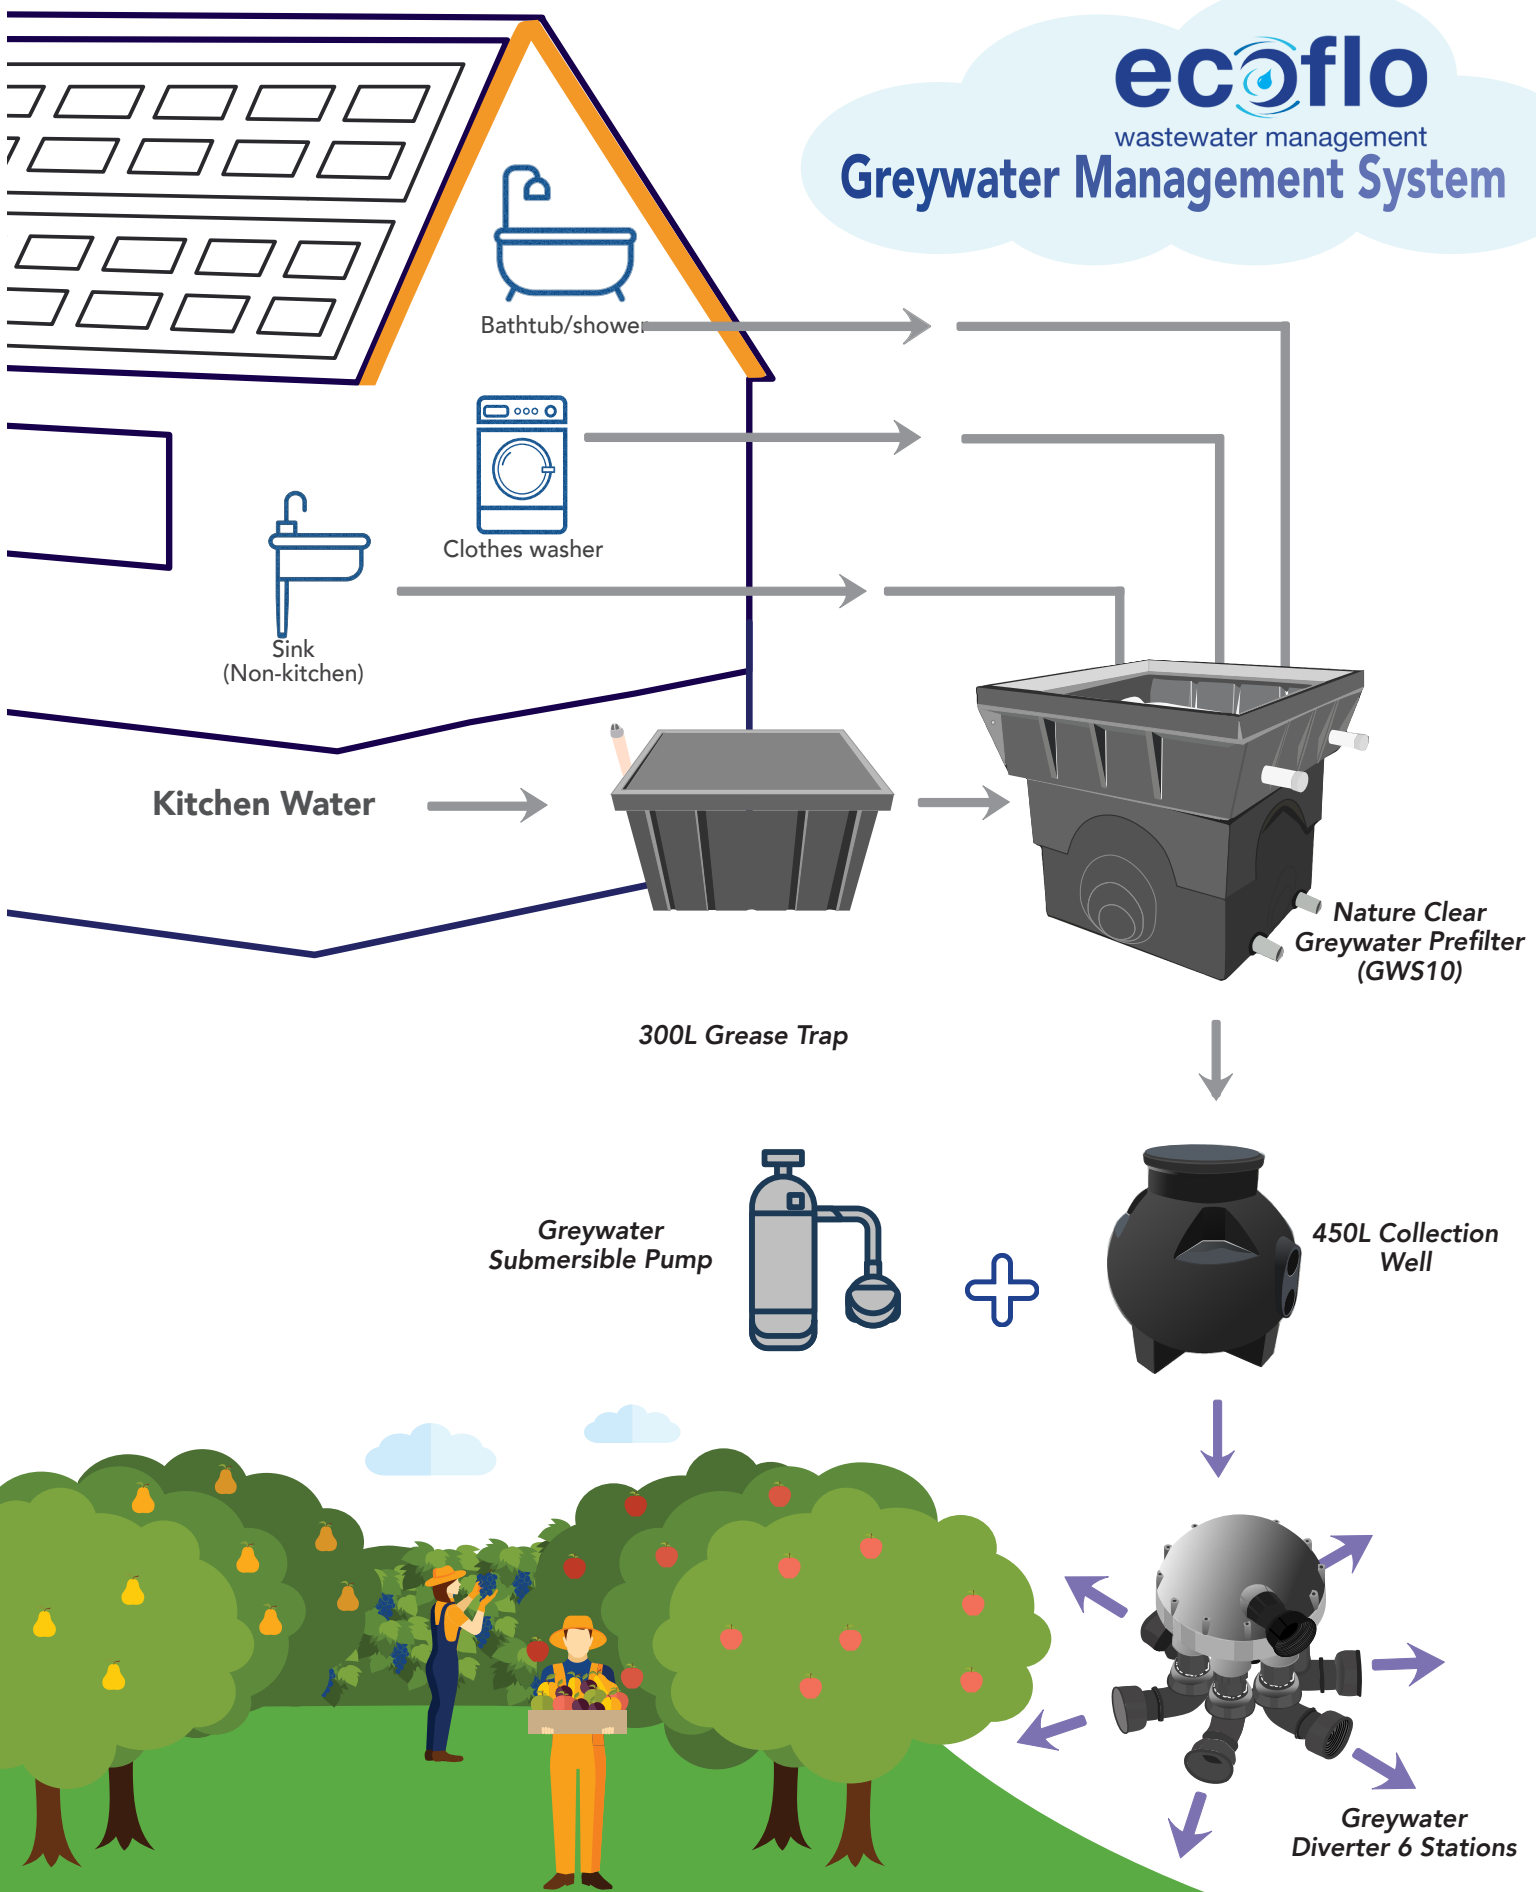 ecoflo
wastewater management
Greywater Management System
Bathtub/shower
Clothes washer
Sink
(Non-kitchen)
Kitchen Water
Nature Clear
Greywater Prefilter
(GWS10)
300L Grease Trap
Greywater
Submersible Pump
450L Collection
Well
Greywater
Diverter 6 Stations